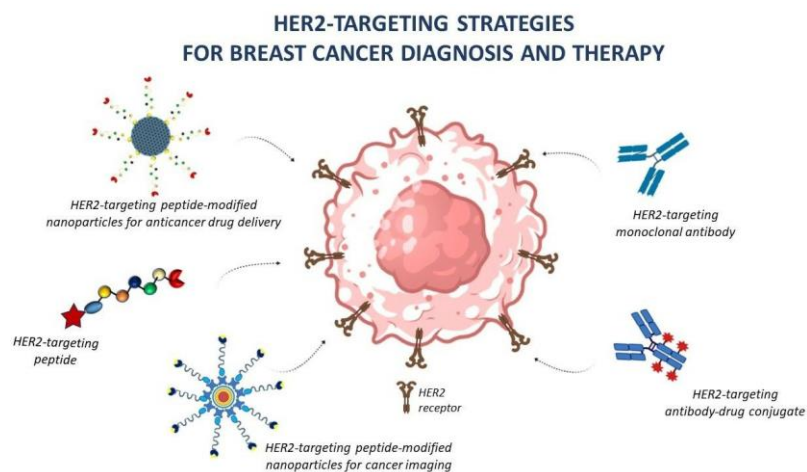 HER2-TARGETING STRATEGIES
FOR BREAST CANCER DIAGNOSIS AND THERAPY
HER2-targeting peptide-modified
nanoparticles for anticancer drug delivery
HER2-targeting
monoclonal antibody
HER2-targeting
peptide
HER2
receptor
HER2-targeting
antibody-drug conjugate
HER2-targeting peptide-modified
nanoparticles for cancer imaging